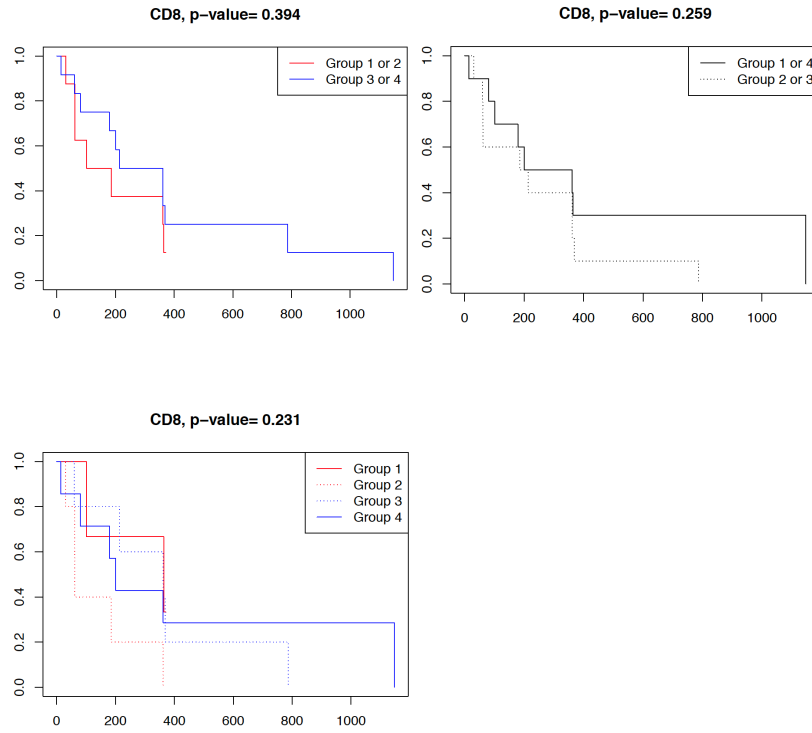 CD8, p−value= 0.394
Group 1 or 2
Group 3 or 4
1.0
0.8
0.6
0.4
0.2
0.0
0 200 400 600 800 1000
CD8, p−value= 0.259
Group 1 or 4
Group 2 or 3
1.0
0.8
0.6
0.4
0.2
0.0
0 200 400 600 800 1000
CD8, p−value= 0.231
Group 1
Group 2
Group 3
Group 4
1.0
0.8
0.6
0.4
0.2
0.0
0 200 400 600 800 1000